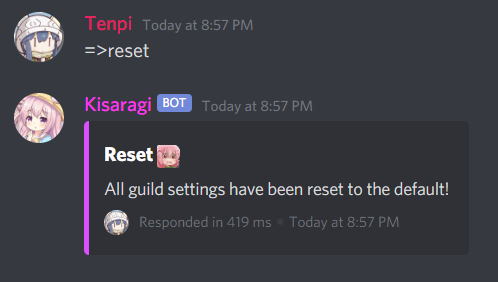 Tenpi Today at 8:57 PM
=>reset
Kisaragi BOT Today at 8:57 PM
Reset
All guild settings have been reset to the default!
Responded in 419 ms • Today at 8:57 PM